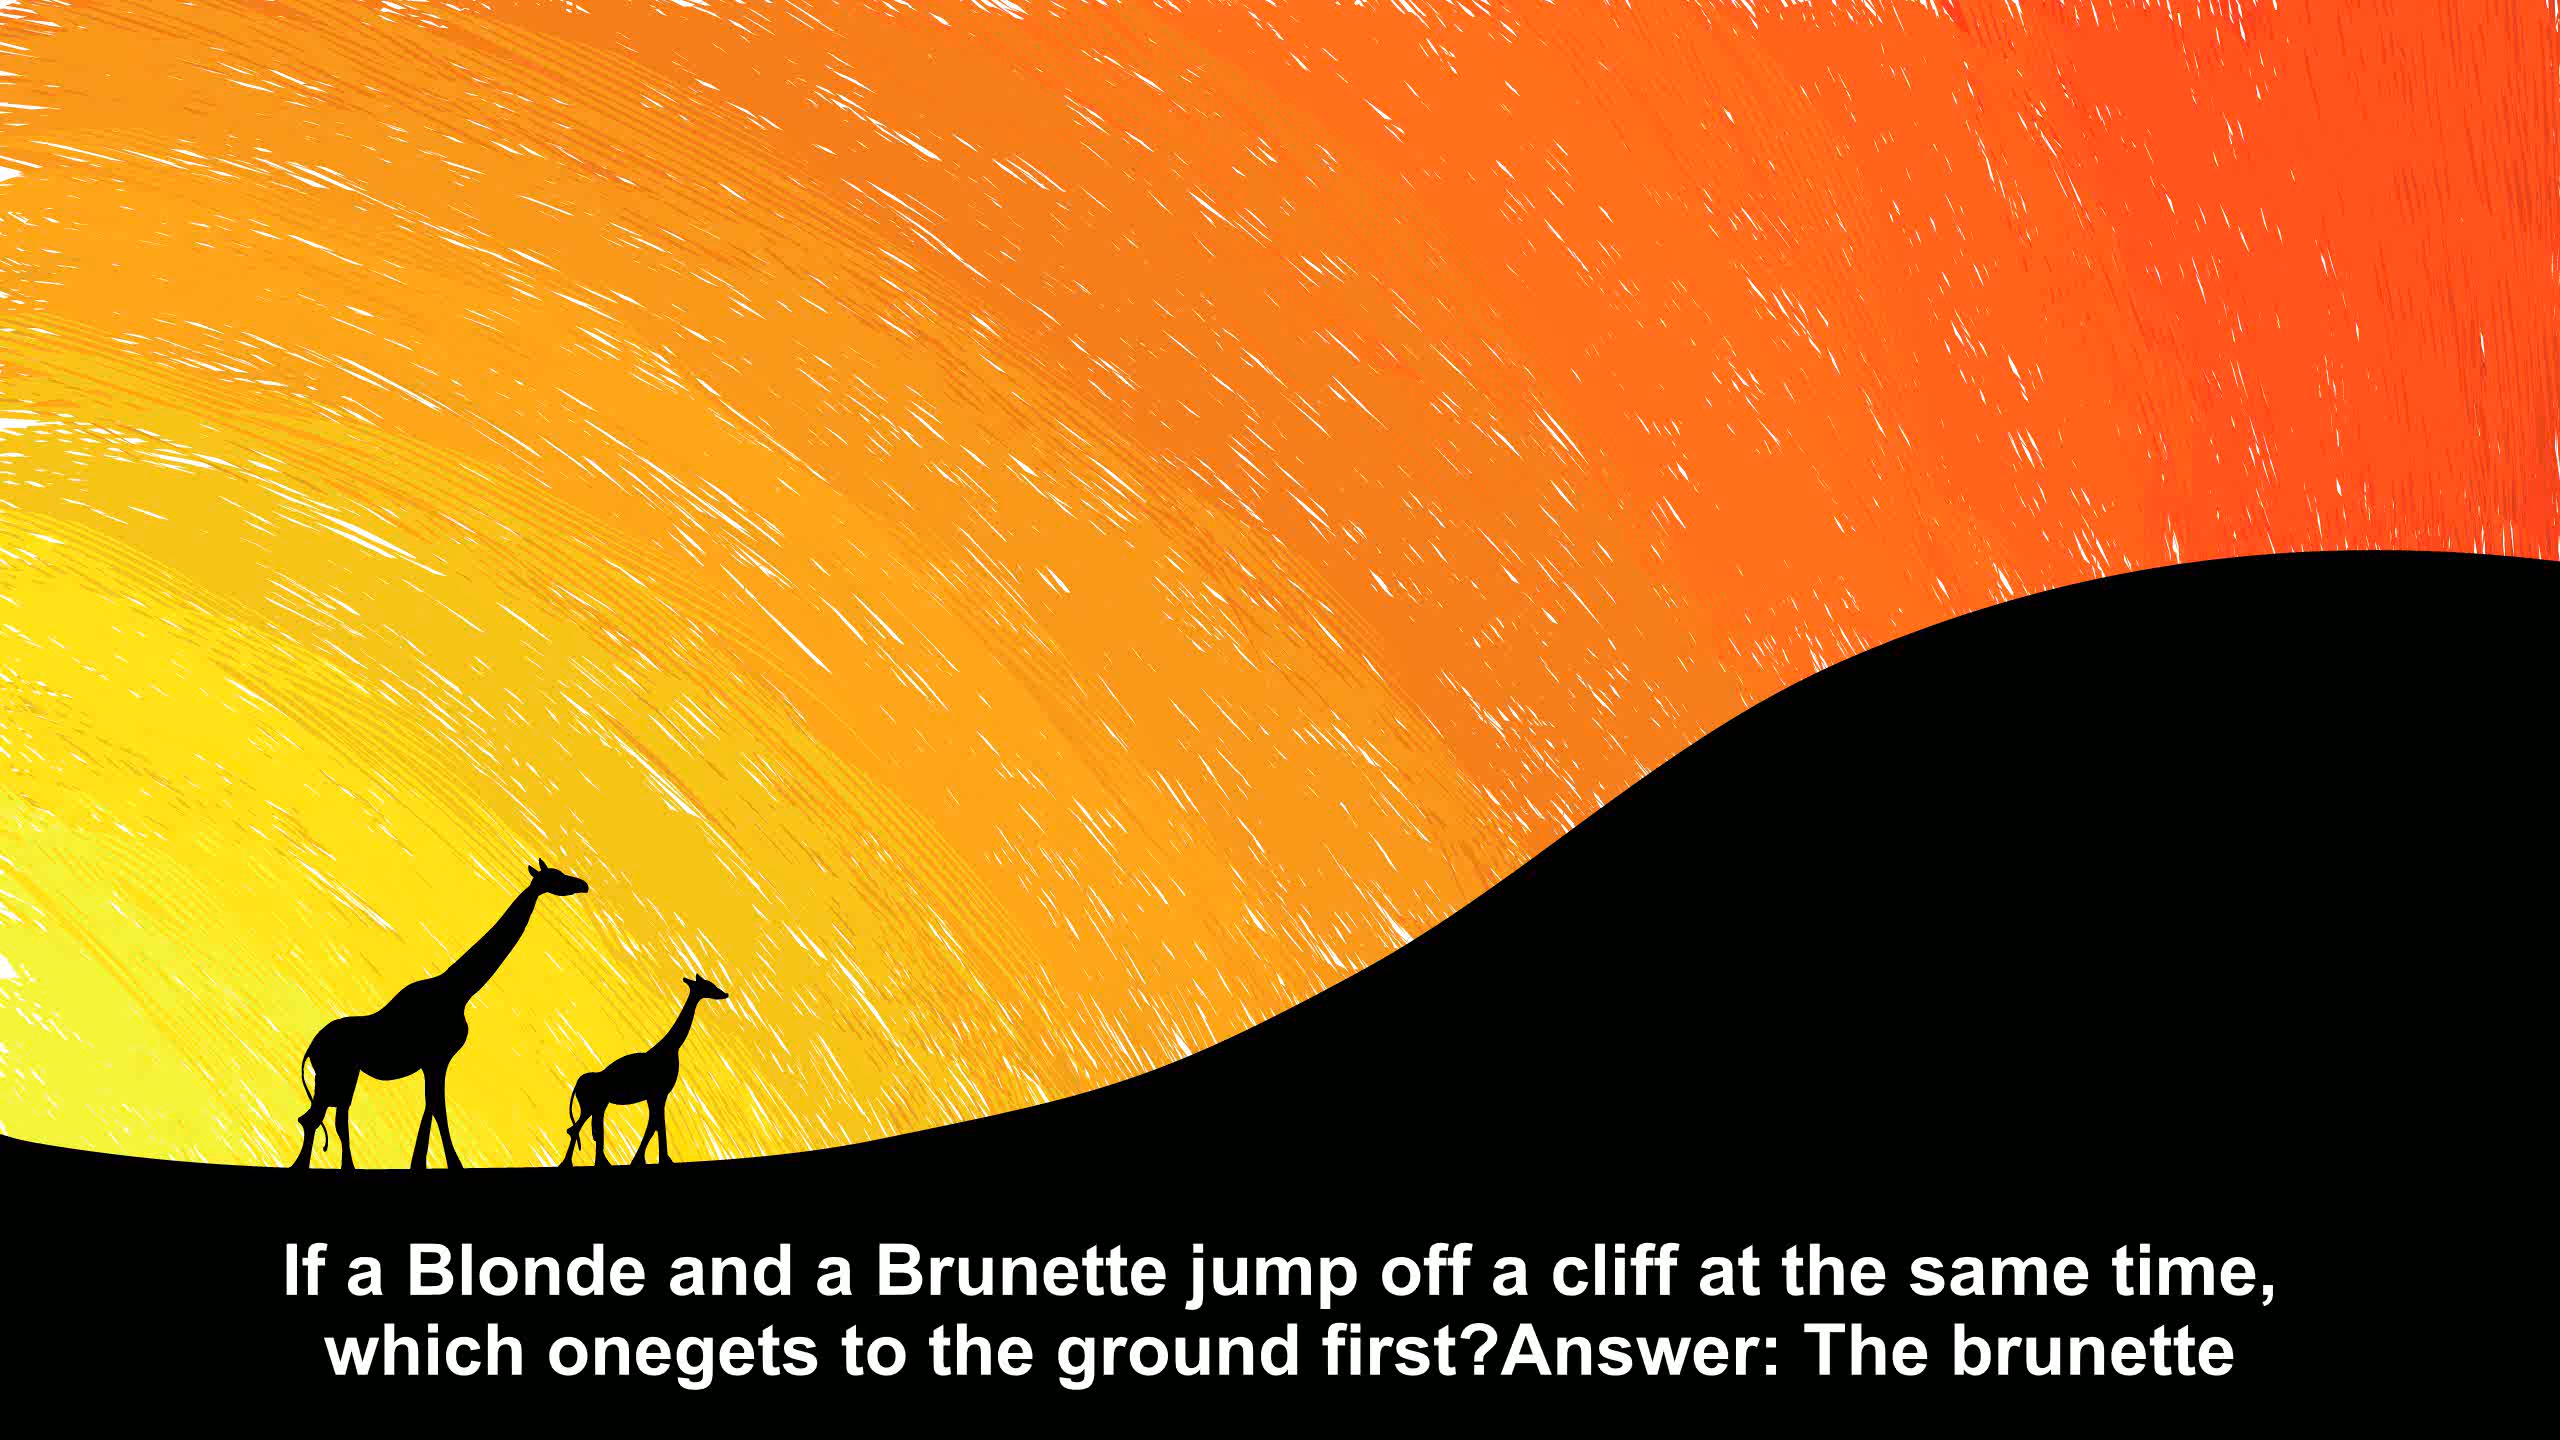 If a Blonde and a Brunette jump off a cliff at the same time,
which onegets to the ground first?Answer: The brunette